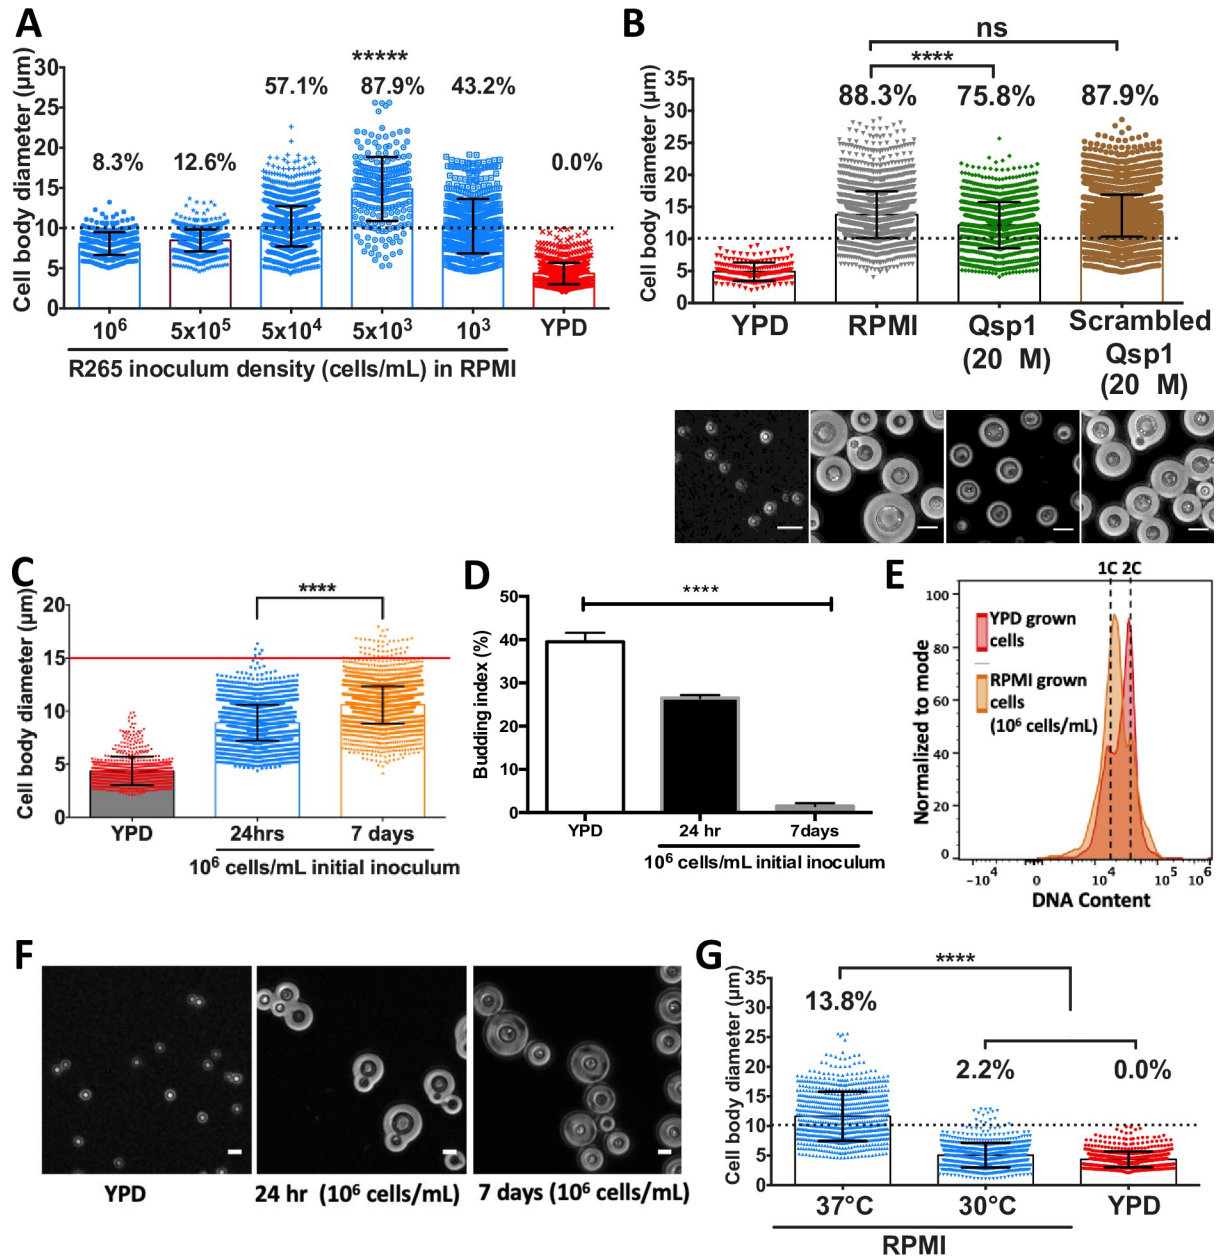 A
Cell body diameter (µm)
30
25
20
15
10
5
0
8.3%
12.6%
57.1%
*****
87.9%
43.2%
0.0%
10⁶
5x10⁵
5x10⁴
5x10³
10³
YPD
R265 inoculum density (cells/mL) in RPMI
B
Cell body diameter (µm)
35
30
25
20
15
10
5
0
ns
****
88.3%
75.8%
87.9%
YPD
RPMI
Qsp1
(20 M)
Scrambled
Qsp1
(20 M)
C
Cell body diameter (µm)
20
15
10
5
0
****
YPD
24hrs
7 days
10⁶ cells/mL initial inoculum
D
Budding index (%)
50
40
30
20
10
0
****
YPD
24 hr
7days
10⁶ cells/mL initial inoculum
E
1C 2C
Normalized to mode
100
80
60
40
20
0
YPD grown
cells
RPMI grown
cells
(10⁶ cells/mL)
-10⁴
0
10⁴
10⁵
10⁶
DNA Content
F
YPD
24 hr (10⁶ cells/mL)
7 days (10⁶ cells/mL)
G
Cell body diameter (µm)
35
30
25
20
15
10
5
0
****
13.8%
2.2%
0.0%
37°C
30°C
YPD
RPMI